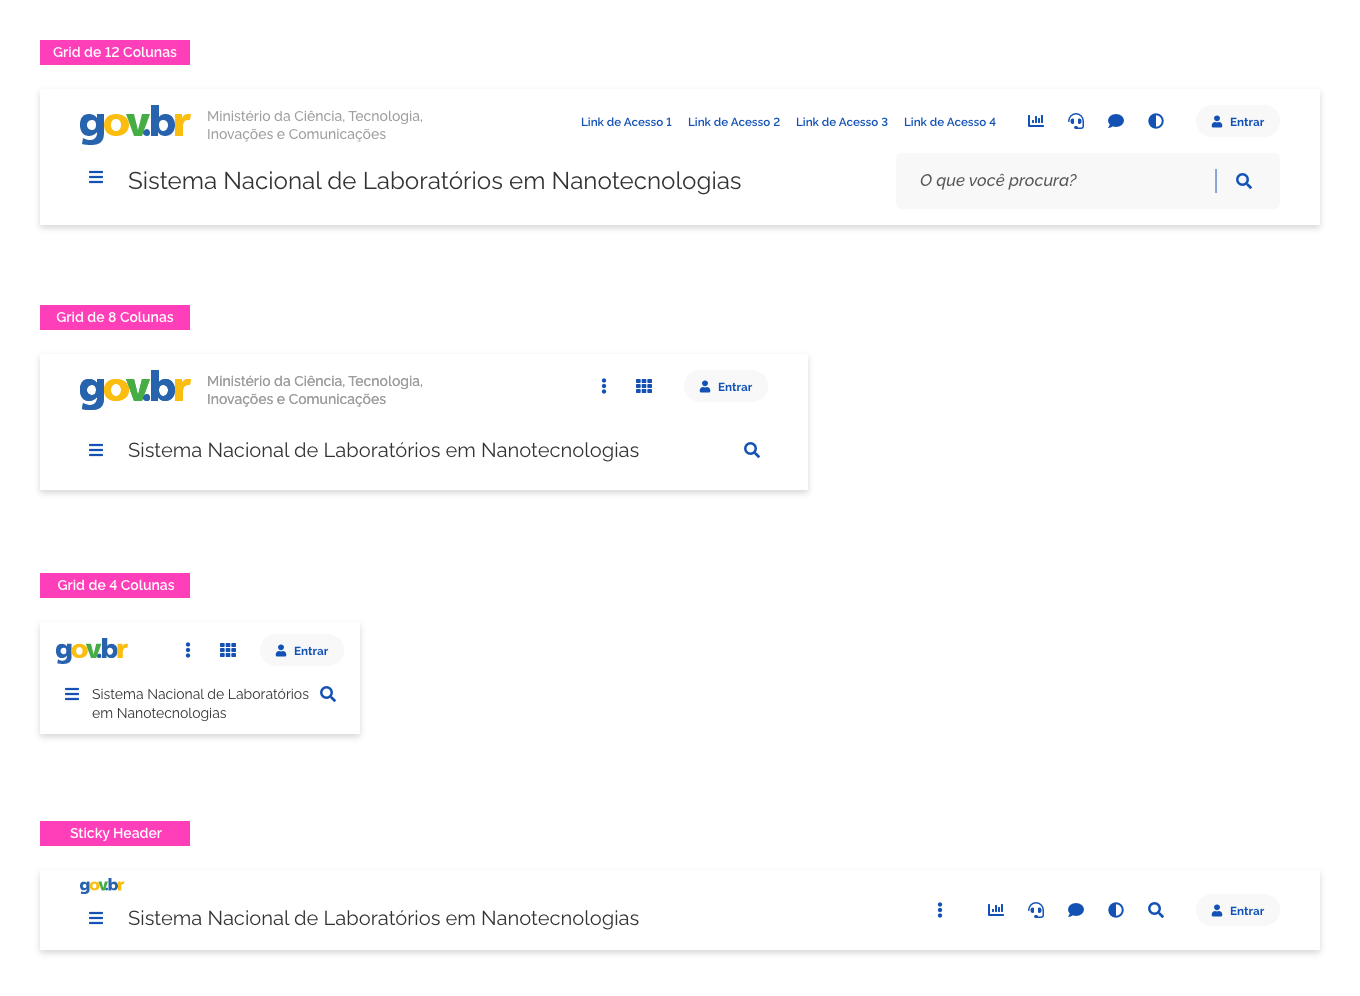 Grid de 12 Colunas
gov.br
Ministério da Ciência, Tecnologia,
Inovações e Comunicações
Link de Acesso 1 Link de Acesso 2 Link de Acesso 3 Link de Acesso 4
Entrar
Sistema Nacional de Laboratórios em Nanotecnologias
O que você procura?
Grid de 8 Colunas
gov.br
Ministério da Ciência, Tecnologia,
Inovações e Comunicações
Entrar
Sistema Nacional de Laboratórios em Nanotecnologias
Grid de 4 Colunas
gov.br
Entrar
Sistema Nacional de Laboratórios
em Nanotecnologias
Sticky Header
gov.br
Sistema Nacional de Laboratórios em Nanotecnologias
Entrar